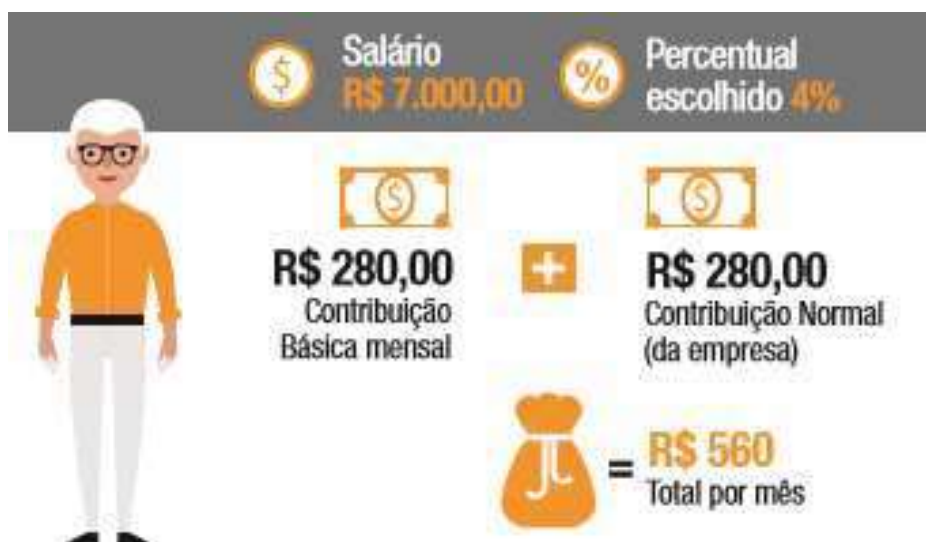 $
Salário
R$ 7.000,00
%
Percentual
escolhido 4%
$
R$ 280,00
Contribuição
Básica mensal
+
$
R$ 280,00
Contribuição Normal
(da empresa)
=
R$ 560
Total por mês